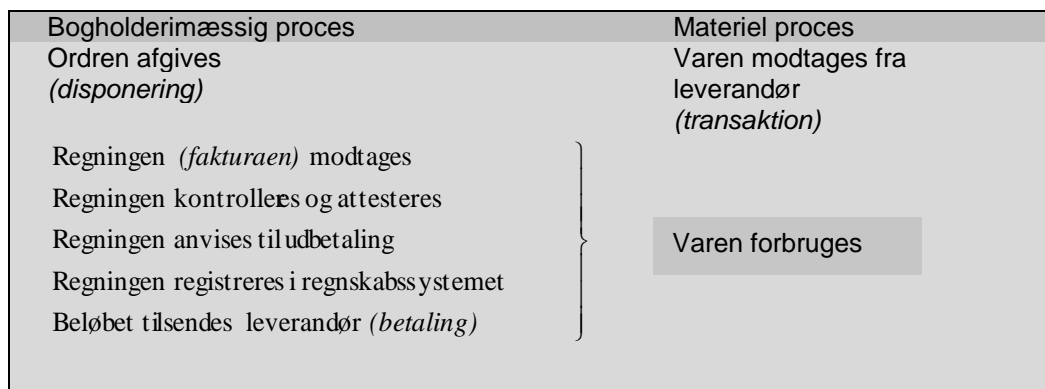 Bogholderimæssig proces
Materiel proces
Ordren afgives
(disponering)
Varen modtages fra
leverandør
(transaktion)
Regningen (fakturaen) modtages
Regningen kontrolleres og attesteres
Regningen anvises til udbetaling
Regningen registreres i regnskabssystemet
Beløbet tilsendes leverandør (betaling)
Varen forbruges